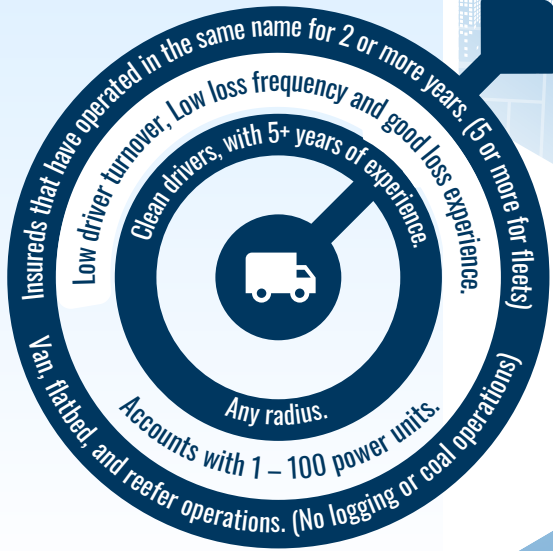 Insureds that have operated in the same name for 2 or more years. (5 or more for fleets)
Low driver turnover, Low loss frequency and good loss experience.
Clean drivers, with 5+ years of experience.
Any radius.
Accounts with 1 – 100 power units.
Van, flatbed, and reefer operations. (No logging or coal operations)